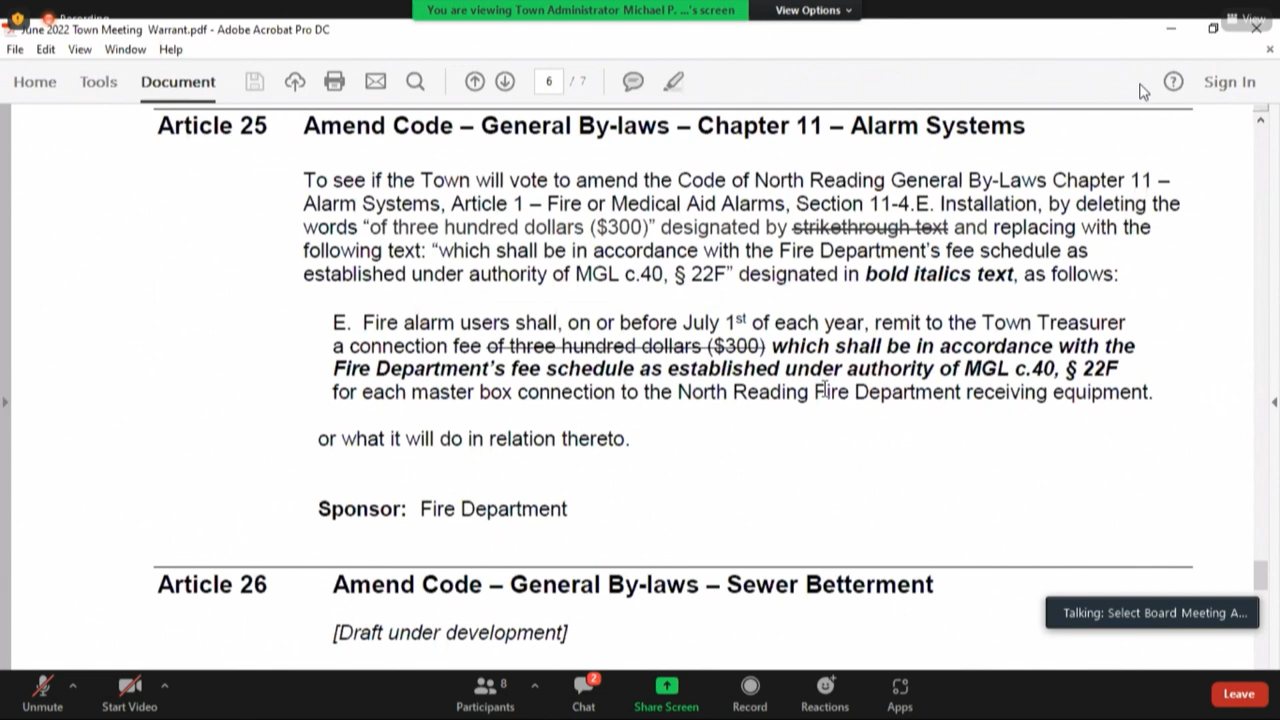 Recording
You are viewing Town Administrator Michael P. ...'s screen
View Options
View
June 2022 Town Meeting Warrant.pdf - Adobe Acrobat Pro DC
File Edit View Window Help
Home Tools Document 6 / 7 Sign In
Article 25 Amend Code – General By-laws – Chapter 11 – Alarm Systems
To see if the Town will vote to amend the Code of North Reading General By-Laws Chapter 11 –
Alarm Systems, Article 1 – Fire or Medical Aid Alarms, Section 11-4.E. Installation, by deleting the
words “of three hundred dollars ($300)” designated by strikethrough text and replacing with the
following text: “which shall be in accordance with the Fire Department’s fee schedule as
established under authority of MGL c.40, § 22F” designated in bold italics text, as follows:
E. Fire alarm users shall, on or before July 1st of each year, remit to the Town Treasurer
a connection fee of three hundred dollars ($300) which shall be in accordance with the
Fire Department’s fee schedule as established under authority of MGL c.40, § 22F
for each master box connection to the North Reading Fire Department receiving equipment.
or what it will do in relation thereto.
Sponsor: Fire Department
Article 26 Amend Code – General By-laws – Sewer Betterment
[Draft under development]
Talking: Select Board Meeting A...
8
2
Unmute Start Video Participants Chat Share Screen Record Reactions Apps Leave